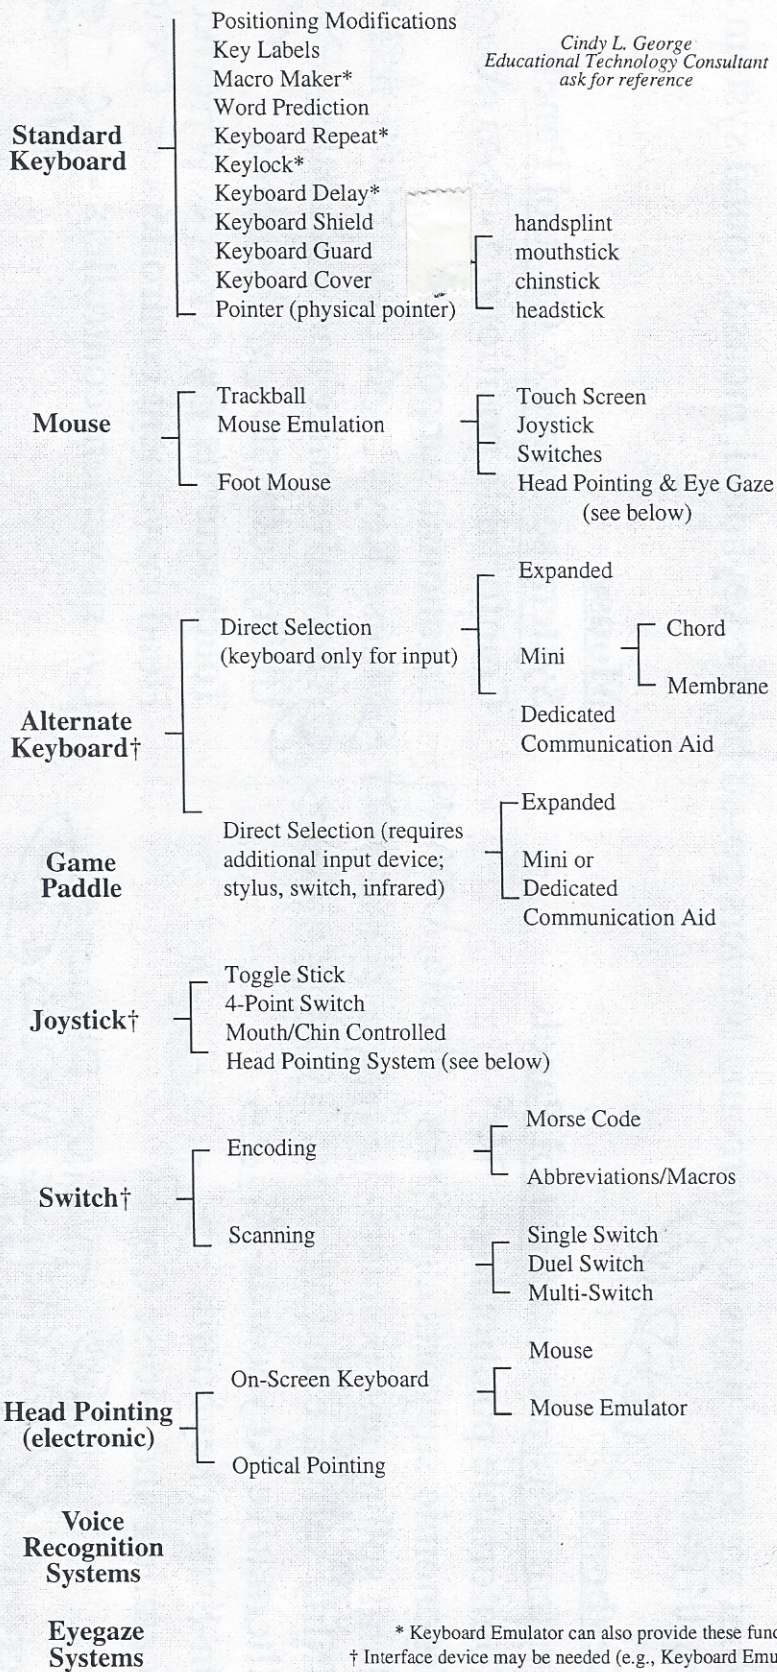 Positioning Modifications
Key Labels
Macro Maker*
Word Prediction
Keyboard Repeat*
Keylock*
Keyboard Delay*
Keyboard Shield
Keyboard Guard
Keyboard Cover
Pointer (physical pointer)
Cindy L. George
Educational Technology Consultant
ask for reference
Standard
Keyboard
handsplint
mouthstick
chinstick
headstick
Mouse
Trackball
Mouse Emulation
Foot Mouse
Touch Screen
Joystick
Switches
Head Pointing & Eye Gaze
(see below)
Alternate
Keyboard†
Direct Selection
(keyboard only for input)
Expanded
Mini
Chord
Membrane
Dedicated
Communication Aid
Game
Paddle
Direct Selection (requires
additional input device;
stylus, switch, infrared)
Expanded
Mini or
Dedicated
Communication Aid
Joystick†
Toggle Stick
4-Point Switch
Mouth/Chin Controlled
Head Pointing System (see below)
Switch†
Encoding
Morse Code
Abbreviations/Macros
Scanning
Single Switch
Duel Switch
Multi-Switch
Head Pointing
(electronic)
On-Screen Keyboard
Mouse
Mouse Emulator
Optical Pointing
Voice
Recognition
Systems
Eyegaze
Systems
* Keyboard Emulator can also provide these func
† Interface device may be needed (e.g., Keyboard Emu